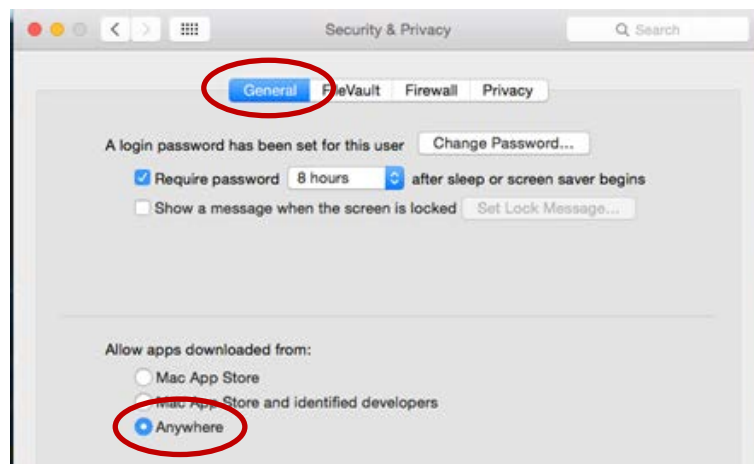 Security & Privacy
Search
General FileVault Firewall Privacy
A login password has been set for this user Change Password...
Require password 8 hours after sleep or screen saver begins
Show a message when the screen is locked Set Lock Message...
Allow apps downloaded from:
Mac App Store
Mac App Store and identified developers
Anywhere